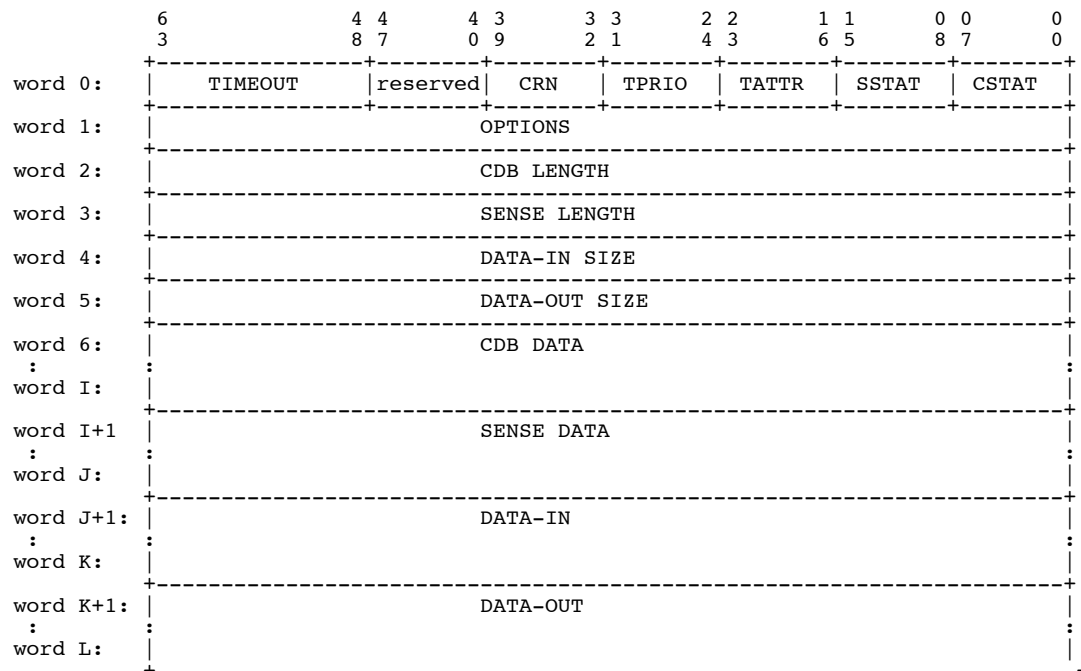 6 4 4 4 3 3 3 2 2 1 1 0 0 0
3 8 7 0 9 2 1 4 3 6 5 8 7 0
word 0: | TIMEOUT |reserved| CRN | TPRIO | TATTR | SSTAT | CSTAT |
word 1: | OPTIONS |
word 2: | CDB LENGTH |
word 3: | SENSE LENGTH |
word 4: | DATA-IN SIZE |
word 5: | DATA-OUT SIZE |
word 6: | CDB DATA |
: : :
word I: | |
word I+1 | SENSE DATA |
: : :
word J: | |
word J+1: | DATA-IN |
: : :
word K: | |
word K+1: | DATA-OUT |
: : :
word L: | |